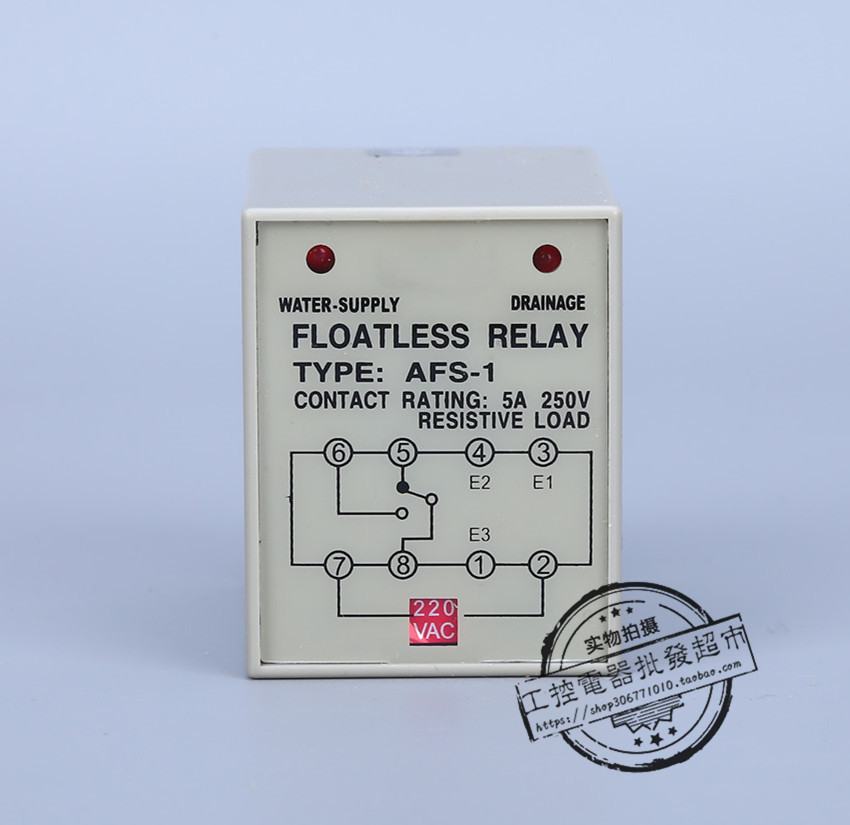 WATER-SUPPLY DRAINAGE
FLOATLESS RELAY
TYPE: AFS-1
CONTACT RATING: 5A 250V
RESISTIVE LOAD
6 5 4 3
E2 E1
E3
7 8 1 2
220
VAC
实物拍摄
工控電器批發超市
https://shop306771010.taobao.com